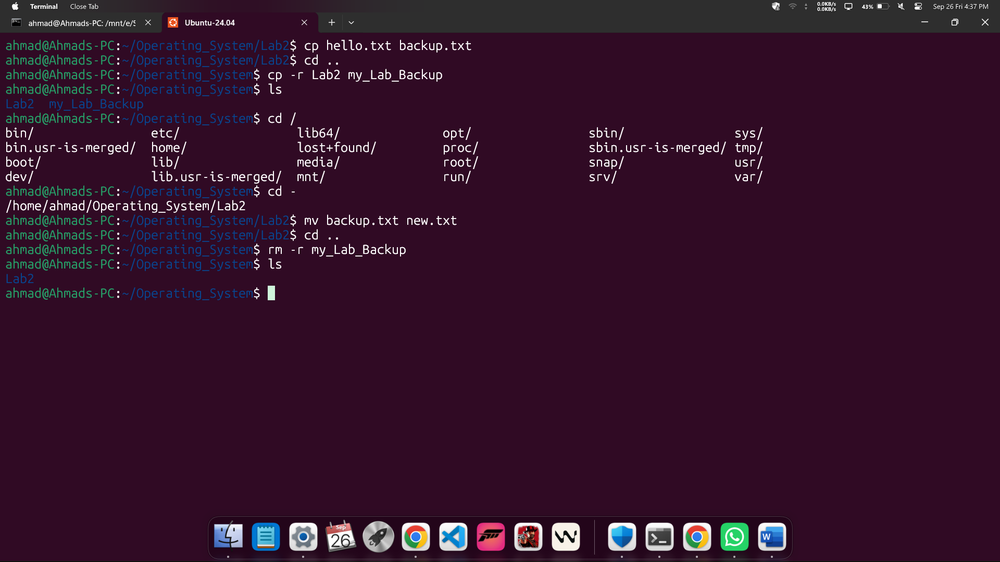 Terminal Close Tab 0.0KB/s 0.0KB/s 43% Sep 26 Fri 4:37 PM
ahmad@Ahmads-PC: /mnt/e/S Ubuntu-24.04
ahmad@Ahmads-PC:~/Operating_System/Lab2$ cp hello.txt backup.txt
ahmad@Ahmads-PC:~/Operating_System/Lab2$ cd ..
ahmad@Ahmads-PC:~/Operating_System$ cp -r Lab2 my_Lab_Backup
ahmad@Ahmads-PC:~/Operating_System$ ls
Lab2 my_Lab_Backup
ahmad@Ahmads-PC:~/Operating_System$ cd /
bin/ etc/ lib64/ opt/ sbin/ sys/
bin.usr-is-merged/ home/ lost+found/ proc/ sbin.usr-is-merged/ tmp/
boot/ lib/ media/ root/ snap/ usr/
dev/ lib.usr-is-merged/ mnt/ run/ srv/ var/
ahmad@Ahmads-PC:~/Operating_System$ cd -
/home/ahmad/Operating_System/Lab2
ahmad@Ahmads-PC:~/Operating_System/Lab2$ mv backup.txt new.txt
ahmad@Ahmads-PC:~/Operating_System/Lab2$ cd ..
ahmad@Ahmads-PC:~/Operating_System$ rm -r my_Lab_Backup
ahmad@Ahmads-PC:~/Operating_System$ ls
Lab2
ahmad@Ahmads-PC:~/Operating_System$
Sep
26
W